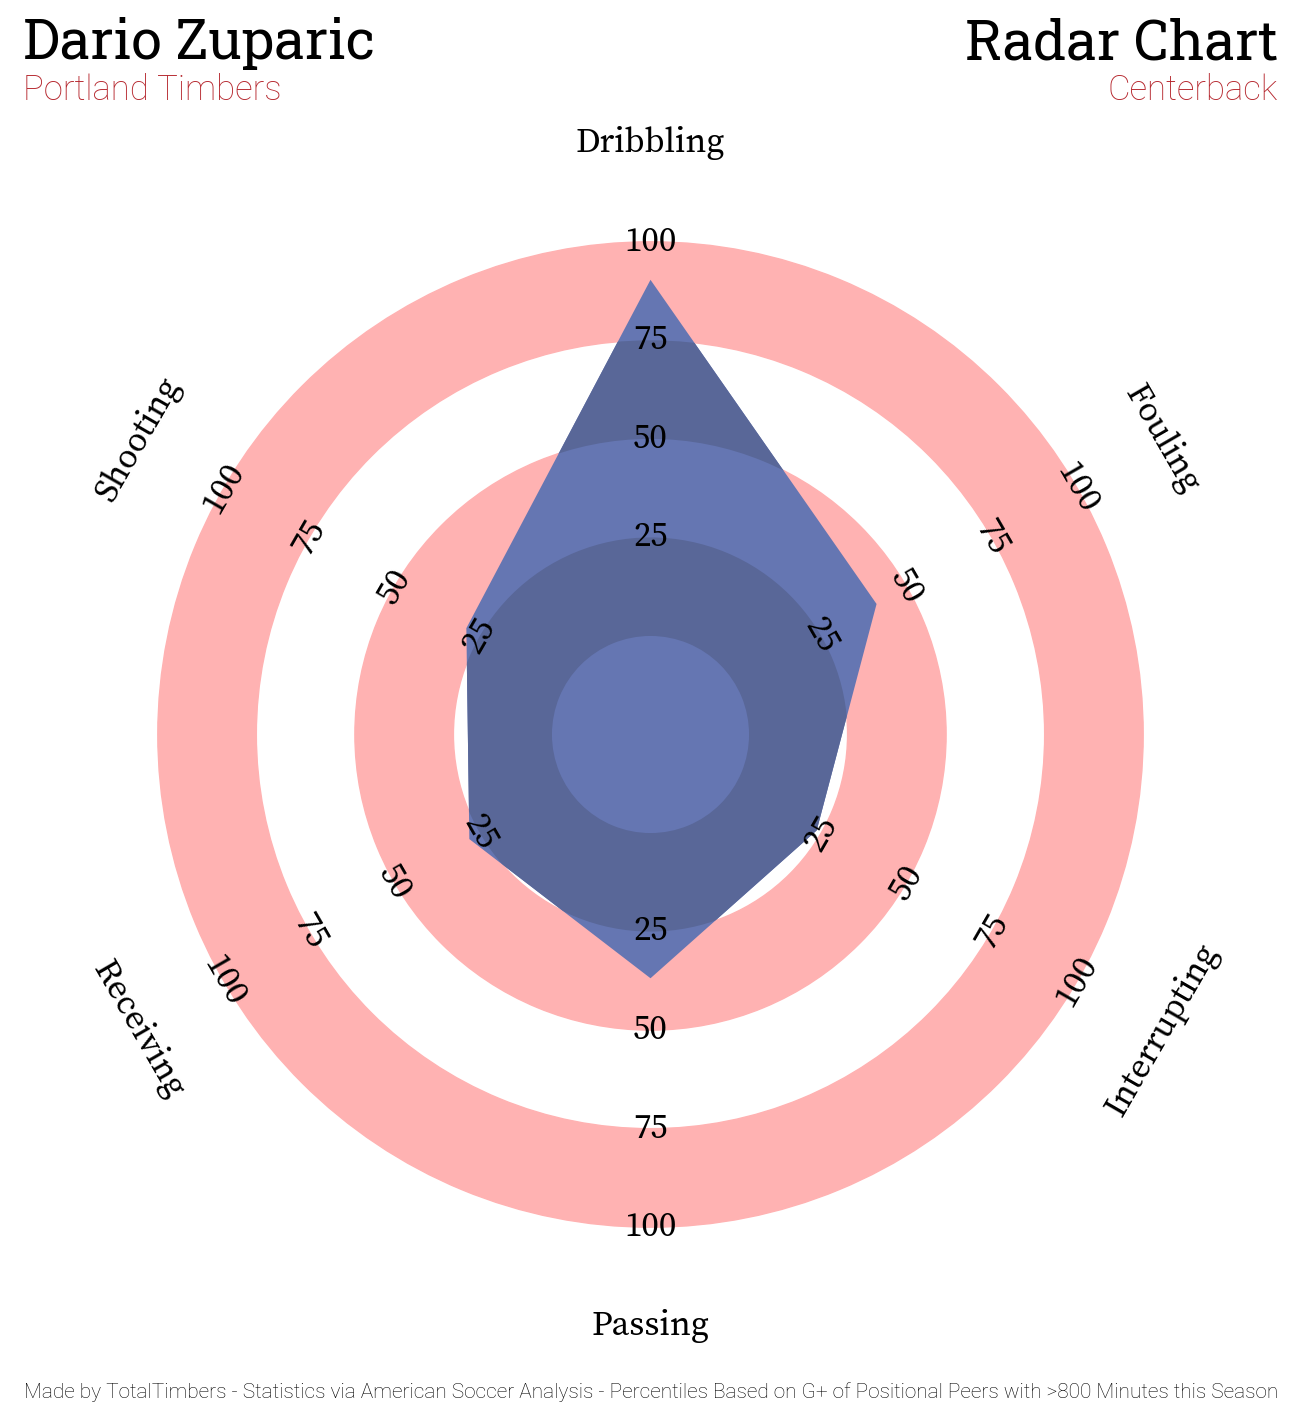 Dario Zuparic
Radar Chart
Portland Timbers
Centerback
Dribbling
100
75
50
25
Fouling
100
75
50
25
Interrupting
100
75
50
25
Passing
100
75
50
25
Receiving
100
75
50
25
Shooting
100
75
50
25
Made by TotalTimbers - Statistics via American Soccer Analysis - Percentiles Based on G+ of Positional Peers with >800 Minutes this Season